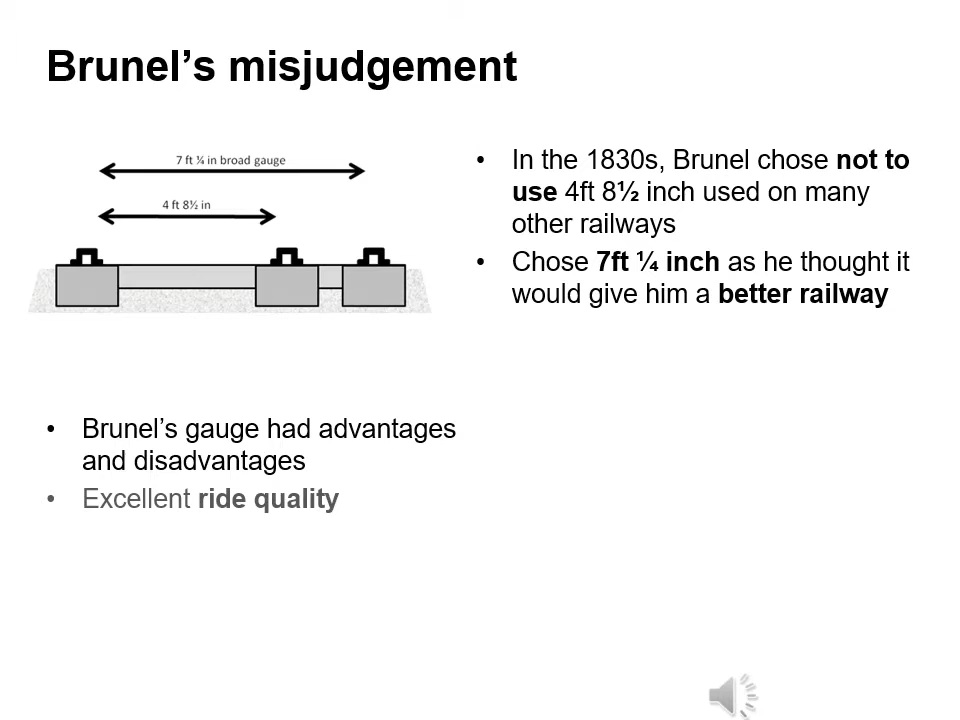 Brunel's misjudgement
7 ft ¼ in broad gauge
4 ft 8½ in
• In the 1830s, Brunel chose not to
use 4ft 8½ inch used on many
other railways
• Chose 7ft ¼ inch as he thought it
would give him a better railway
• Brunel's gauge had advantages
and disadvantages
• Excellent ride quality